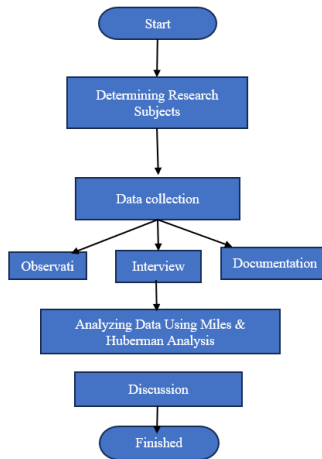 Start
Determining Research
Subjects
Data collection
Observati
Interview
Documentation
Analyzing Data Using Miles &
Huberman Analysis
Discussion
Finished